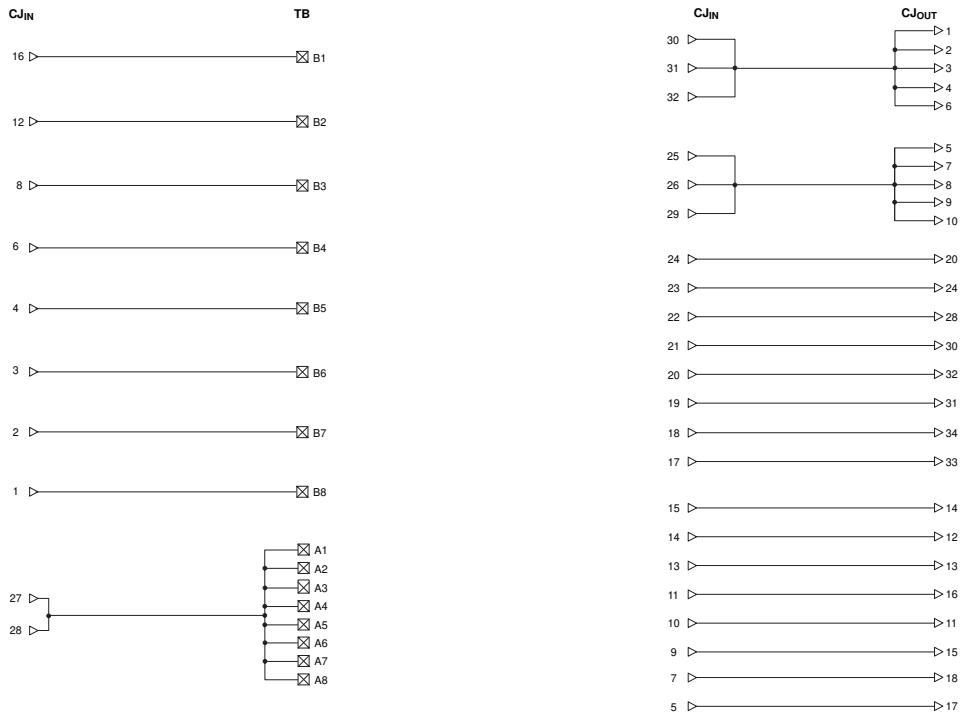 CJIN TB
16 B1
12 B2
8 B3
6 B4
4 B5
3 B6
2 B7
1 B8
A1
A2
A3
27 A4
28 A5
A6
A7
A8
CJIN CJOUT
1
30 2
31 3
32 4
6
5
25 7
26 8
29 9
10
24 20
23 24
22 28
21 30
20 32
19 31
18 34
17 33
15 14
14 12
13 13
11 16
10 11
9 15
7 18
5 17